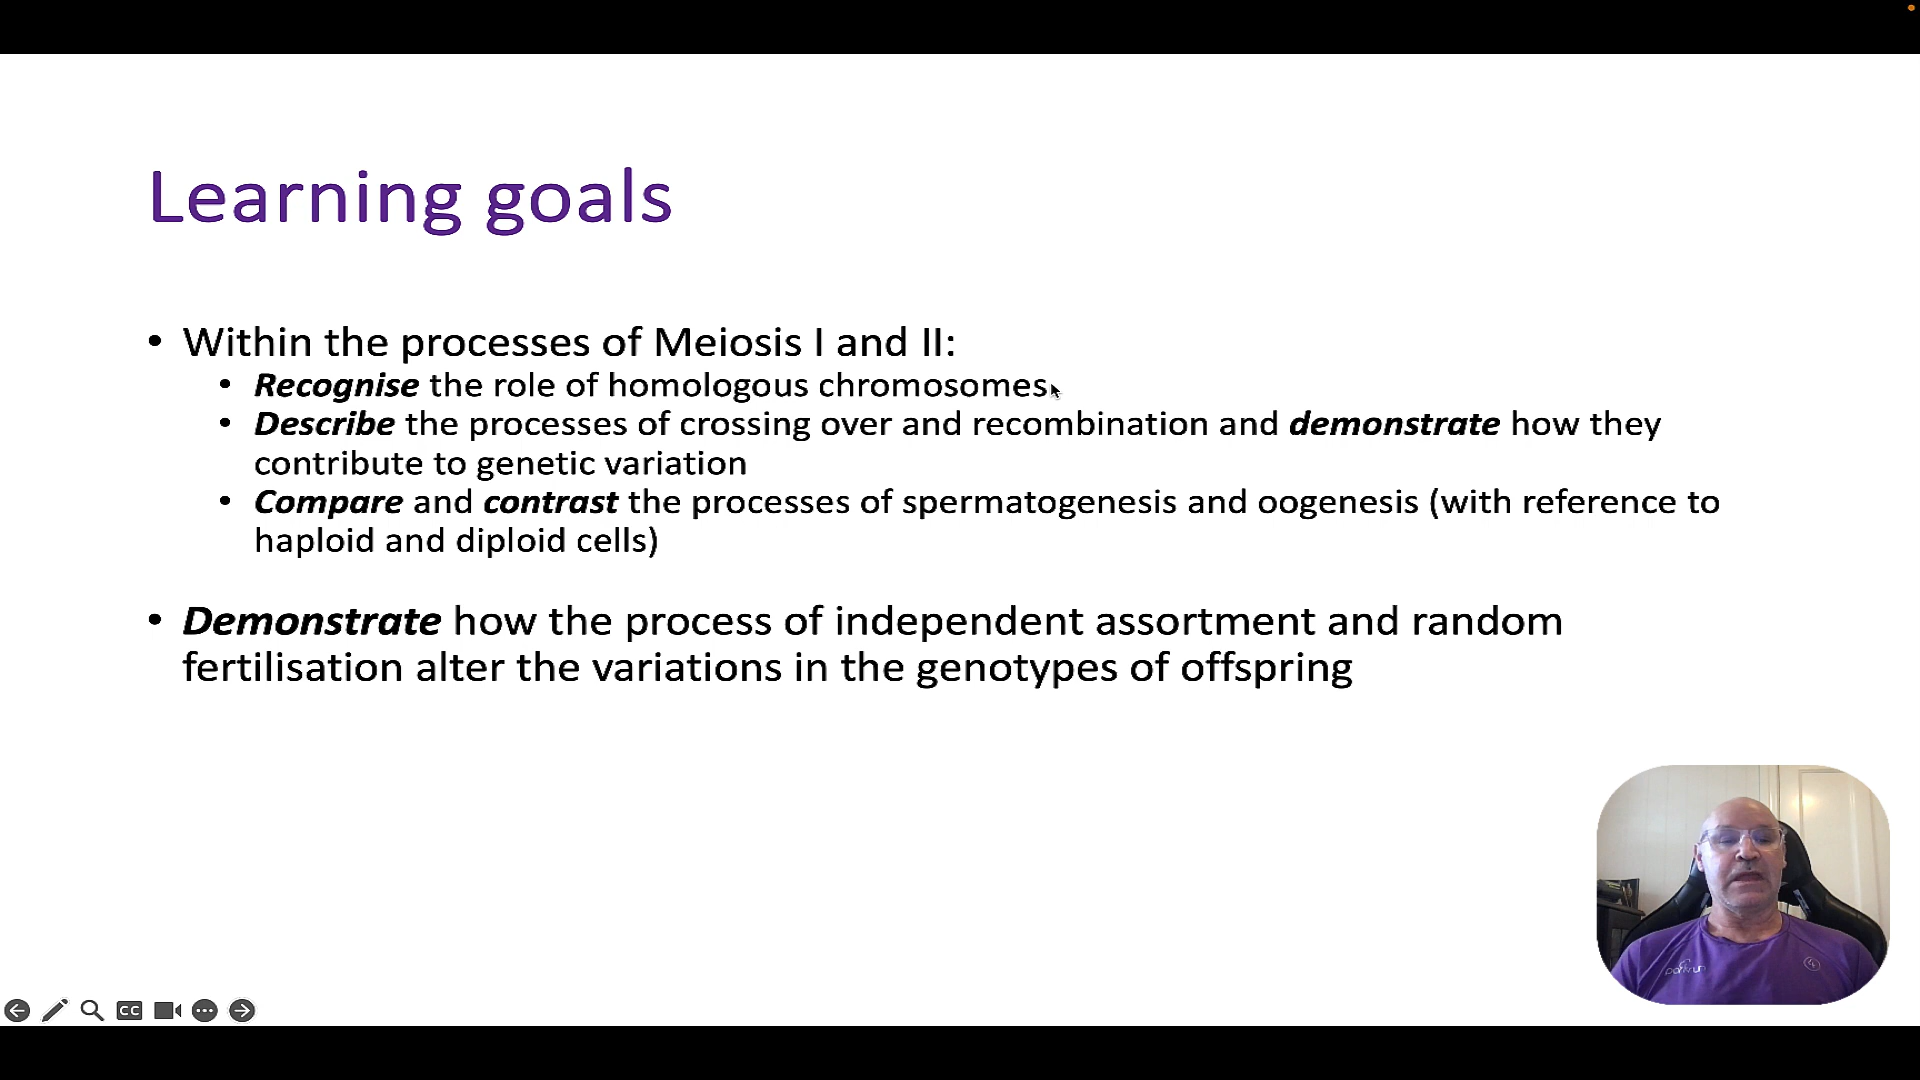 Learning goals
• Within the processes of Meiosis I and II:
• Recognise the role of homologous chromosomes
• Describe the processes of crossing over and recombination and demonstrate how they
contribute to genetic variation
• Compare and contrast the processes of spermatogenesis and oogenesis (with reference to
haploid and diploid cells)
• Demonstrate how the process of independent assortment and random
fertilisation alter the variations in the genotypes of offspring
parkrun
CC